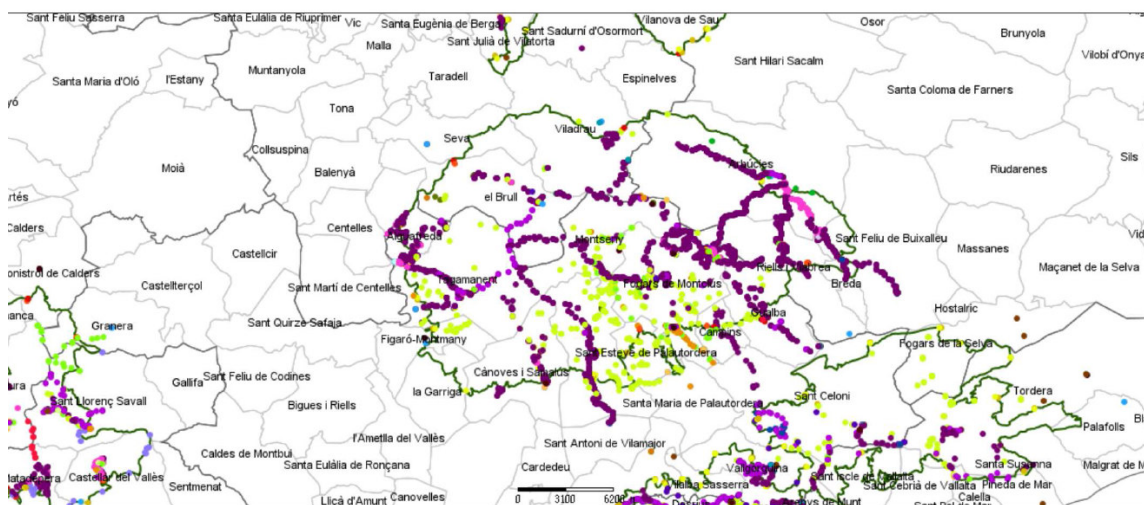 Sant Feliu Sasserra
Santa Eulàlia de Riuprimer
Vic
Santa Eugènia de Berga
Vilanova de Sau
Osor
Brunyola
Sant Sadurní d'Osormort
Sant Julià de Vilatorta
Malla
Vilobí d'Onya
Sant Hilari Sacalm
Muntanyola
Taradell
Espinelves
Santa Maria d'Oló
l'Estany
Santa Coloma de Farners
Tona
Viladrau
Seva
Collsuspina
Sils
Arbúcies
Moià
Balenyà
Riudarenes
el Brull
Calders
Centelles
Aiguafreda
Montseny
Sant Feliu de Buixalleu
Massanes
Castellcir
Riells i Viabrea
Maçanet de la Selva
Castellterçol
Sant Martí de Centelles
Tagamanent
Fogars de Montclús
Breda
Hostalric
Gualba
Granera
Sant Quirze Safaja
Campins
Figaró-Montmany
Fogars de la Selva
Sant Esteve de Palautordera
Cànoves i Samalús
Gallifa
Sant Feliu de Codines
la Garriga
Tordera
Sant Celoni
Sant Llorenç Savall
Bigues i Riells
Santa Maria de Palautordera
Palafolls
l'Ametlla del Vallès
Sant Antoni de Vilamajor
Caldes de Montbui
Santa Eulàlia de Ronçana
Cardedeu
Vallgorguina
Santa Susanna
Malgrat de M
Castellar del Vallès
Sentmenat
Vilalba Sasserra
Sant Cebrià de Vallalta
Pineda de Mar
Lliçà d'Amunt
Canovelles
0 3100 6200
Calella